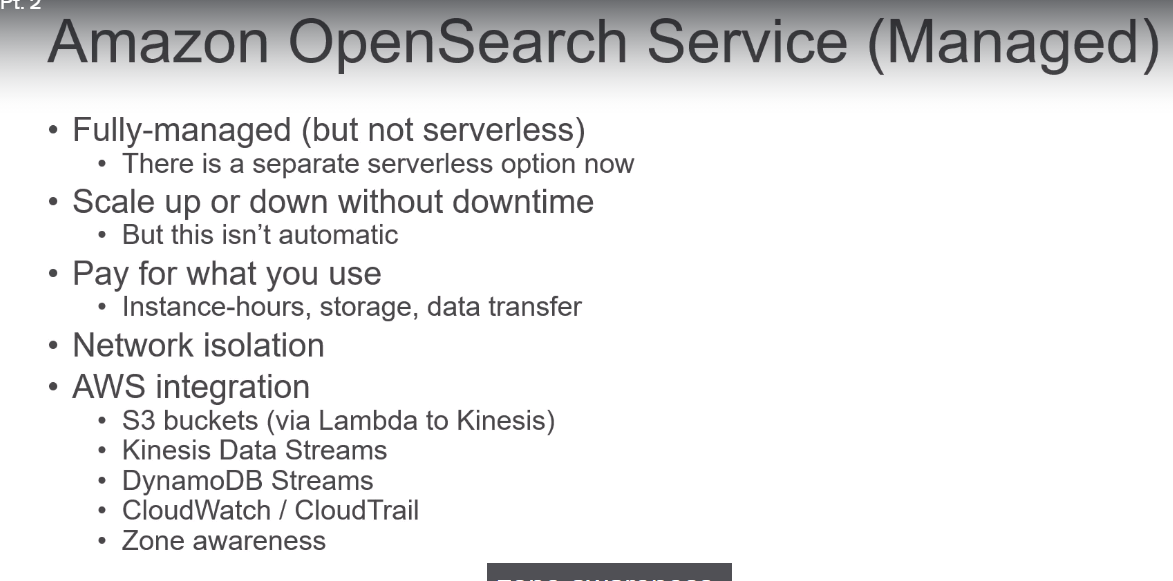 Pt. 2
Amazon OpenSearch Service (Managed)
• Fully-managed (but not serverless)
• There is a separate serverless option now
• Scale up or down without downtime
• But this isn’t automatic
• Pay for what you use
• Instance-hours, storage, data transfer
• Network isolation
• AWS integration
• S3 buckets (via Lambda to Kinesis)
• Kinesis Data Streams
• DynamoDB Streams
• CloudWatch / CloudTrail
• Zone awareness
zone awareness